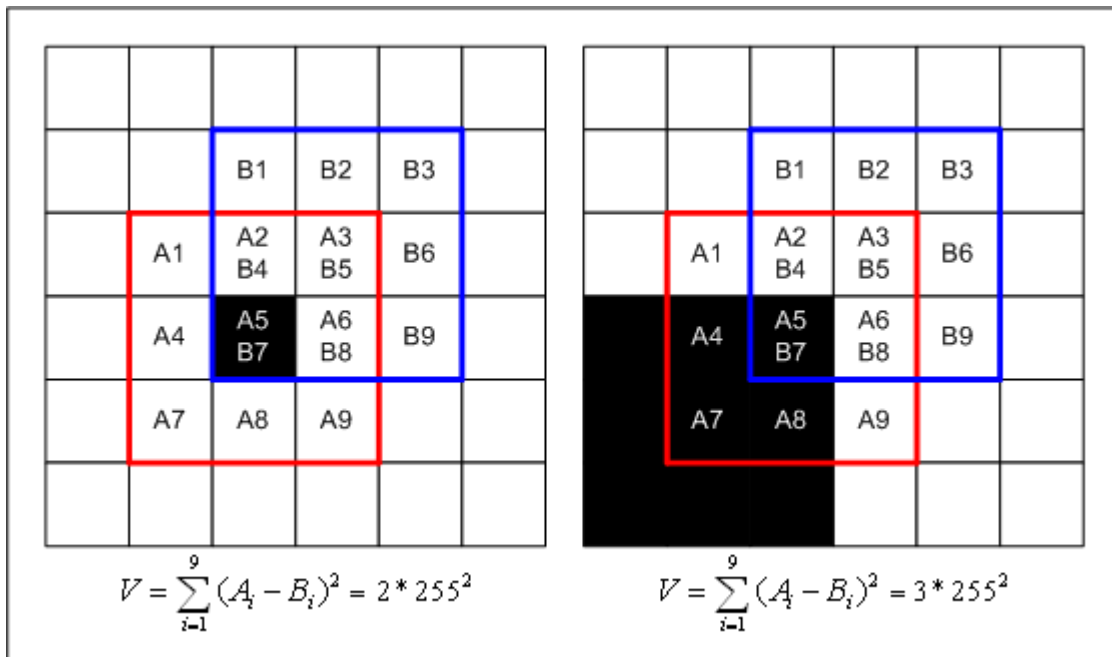 B1 B2 B3 B1 B2 B3
A1 A2 A3 B6 A1 A2 A3 B6
B4 B5 B4 B5
A4 A5 A6 B9 A4 A5 A6 B9
B7 B8 B7 B8
A7 A8 A9 A7 A8 A9
V = \sum_{i=1}^{9} (A_i - B_i)^2 = 2 * 255^2 V = \sum_{i=1}^{9} (A_i - B_i)^2 = 3 * 255^2